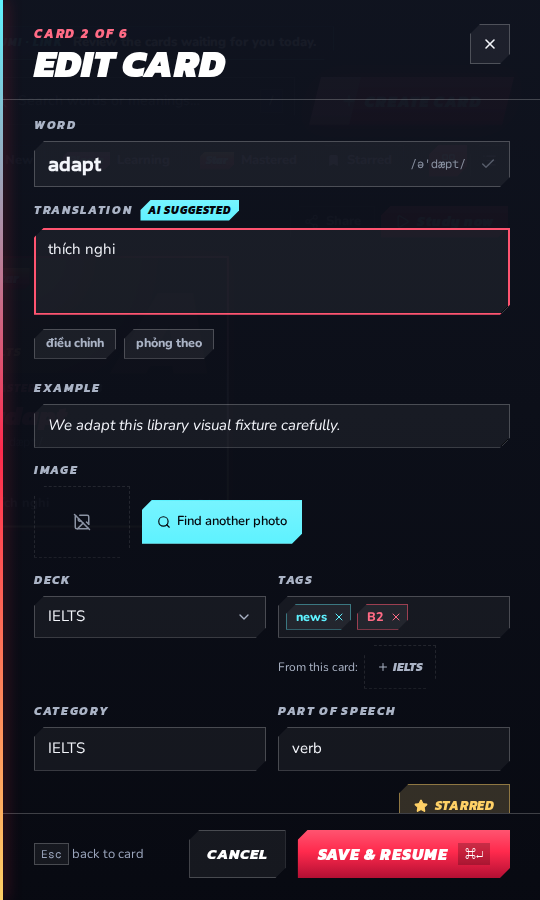 CARD 2 OF 6
EDIT CARD
WORD
adapt /əˈdæpt/
TRANSLATION AI SUGGESTED
thích nghi
điều chỉnh phỏng theo
EXAMPLE
We adapt this library visual fixture carefully.
IMAGE
Find another photo
DECK TAGS
IELTS news × B2 ×
From this card: + IELTS
CATEGORY PART OF SPEECH
IELTS verb
STARRED
Esc back to card CANCEL SAVE & RESUME ⌘↵